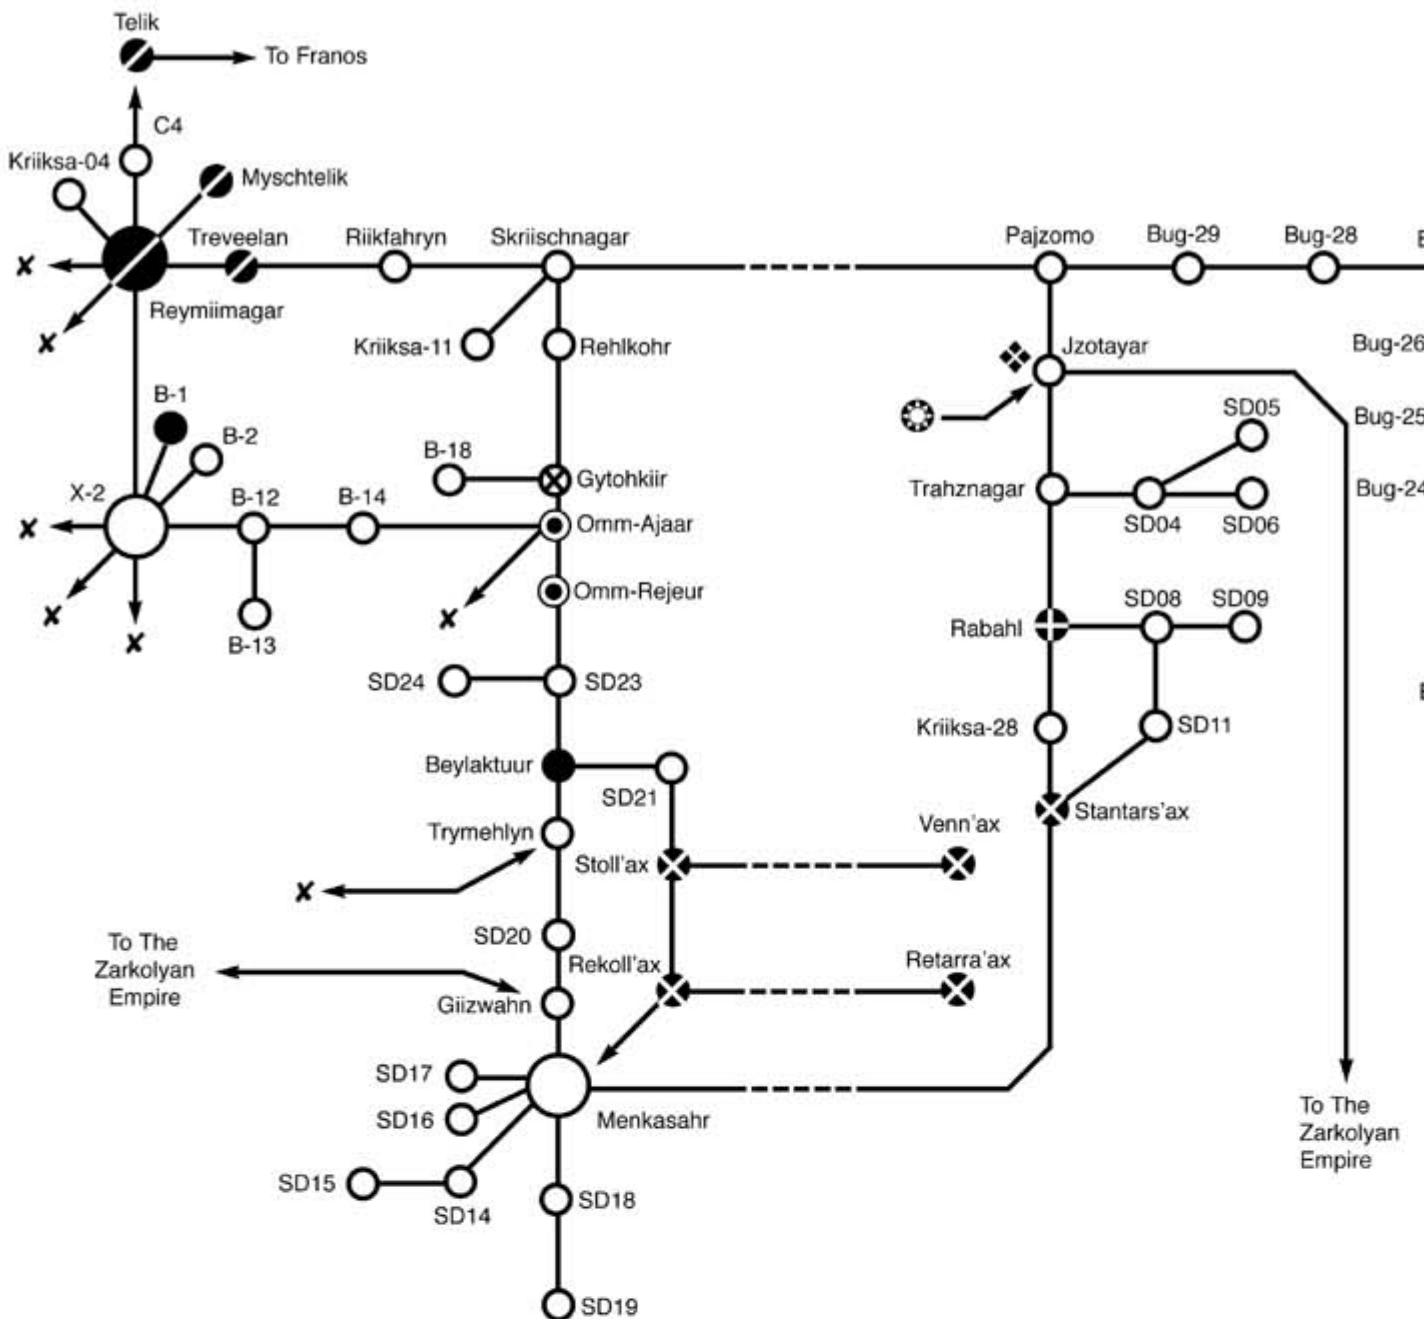 Telik
To Franos
C4
Kriiksa-04
Myschtelik
Treveelan
Riikfahryn
Skriischnagar
Pajzomo
Bug-29
Bug-28
Reymiimagar
Kriiksa-11
Rehlkohr
Jzotayar
Bug-26
B-1
B-2
SD05
Bug-25
B-18
Gytohkiir
X-2
B-12
B-14
Trahznagar
Bug-24
Omm-Ajaar
SD04
SD06
Omm-Rejeur
SD08
SD09
B-13
Rabahl
SD24
SD23
Kriiksa-28
SD11
Beylaktuur
SD21
Stantars'ax
Trymehlyn
Venn'ax
Stoll'ax
SD20
To The
Zarkolyan
Empire
Rekoll'ax
Retarra'ax
Giizwahn
SD17
SD16
Menkasahr
To The
Zarkolyan
Empire
SD15
SD14
SD18
SD19